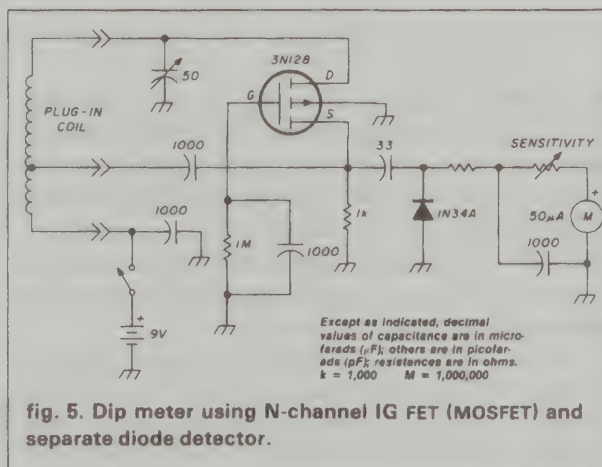 3N128
D
G
S
50
PLUG-IN
COIL
1000
33
SENSITIVITY
+
50µA
M
1000
1M
1000
1k
1N34A
1000
+
9V
Except as indicated, decimal
values of capacitance are in micro-
farads (µF); others are in picofar-
ads (pF); resistances are in ohms.
k = 1,000 M = 1,000,000
fig. 5. Dip meter using N-channel IG FET (MOSFET) and
separate diode detector.